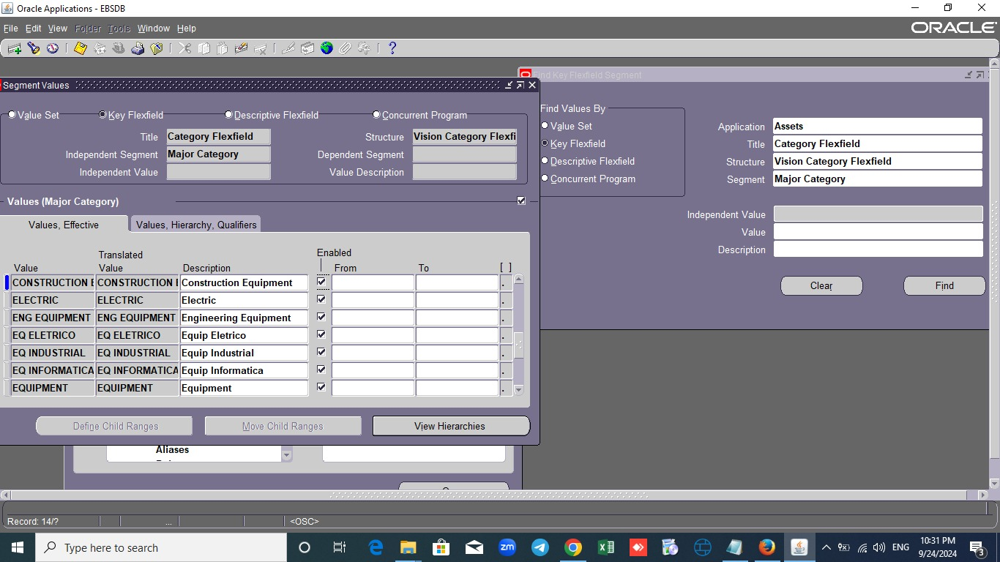 Oracle Applications - EBSDB
File Edit View Folder Tools Window Help
ORACLE
Find Key Flexfield Segment
Segment Values
Value Set Key Flexfield Descriptive Flexfield Concurrent Program
Title Category Flexfield Structure Vision Category Flexfi
Independent Segment Major Category Dependent Segment
Independent Value Value Description
Values (Major Category)
Values, Effective Values, Hierarchy, Qualifiers
Enabled
Translated
Value Value Description From To [ ]
CONSTRUCTION E CONSTRUCTION E Construction Equipment .
ELECTRIC ELECTRIC Electric .
ENG EQUIPMENT ENG EQUIPMENT Engineering Equipment .
EQ ELETRICO EQ ELETRICO Equip Eletrico .
EQ INDUSTRIAL EQ INDUSTRIAL Equip Industrial .
EQ INFORMATICA EQ INFORMATICA Equip Informatica .
EQUIPMENT EQUIPMENT Equipment .
Define Child Ranges Move Child Ranges View Hierarchies
Find Values By
Value Set
Key Flexfield
Descriptive Flexfield
Concurrent Program
Application Assets
Title Category Flexfield
Structure Vision Category Flexfield
Segment Major Category
Independent Value
Value
Description
Clear Find
Aliases
Record: 14/? ... <OSC>
Type here to search
zm
ENG
10:31 PM
9/24/2024
3